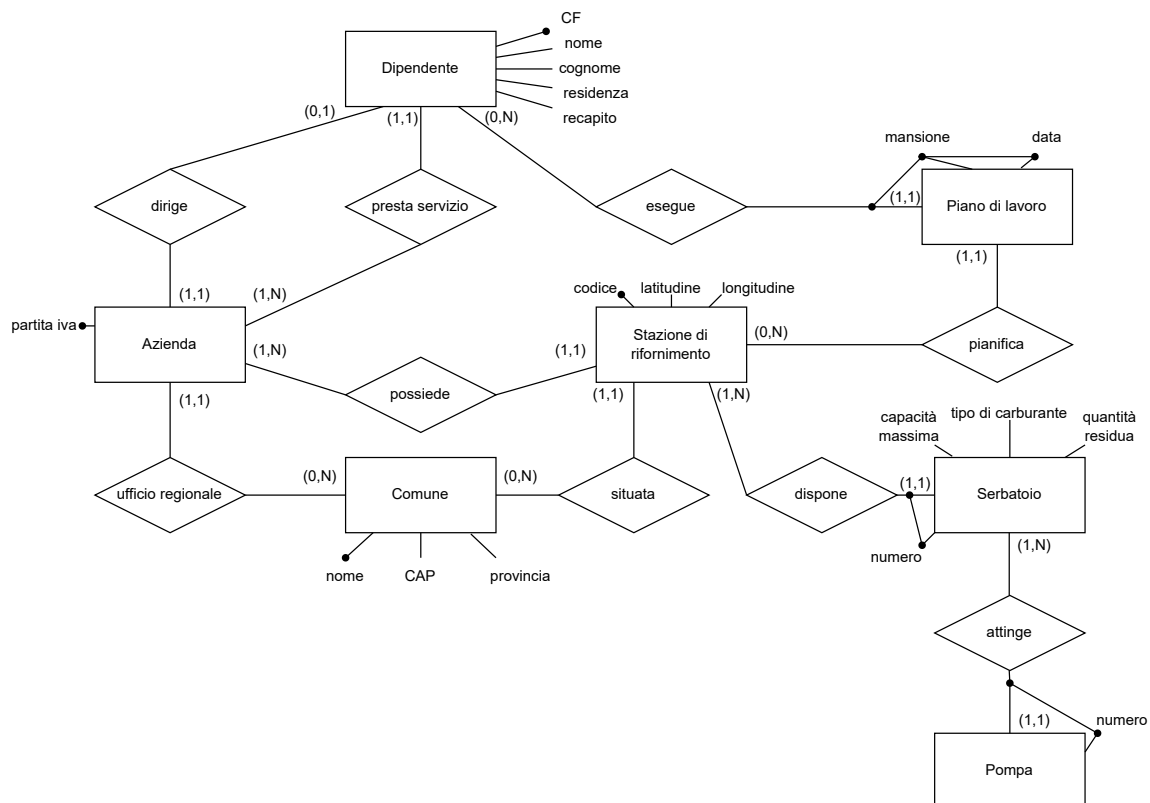 CF
Dipendente
nome
cognome
residenza
recapito
(0,1)
(1,1)
(0,N)
mansione
data
dirige
presta servizio
esegue
(1,1)
Piano di lavoro
(1,1)
(1,1)
(1,N)
codice
latitudine
longitudine
partita iva
Azienda
(1,N)
(1,1)
Stazione di
rifornimento
(0,N)
pianifica
(1,1)
possiede
(1,1)
(1,N)
capacità
massima
tipo di carburante
quantità
residua
ufficio regionale
(0,N)
Comune
(0,N)
situata
dispone
(1,1)
Serbatoio
numero
(1,N)
nome
CAP
provincia
attinge
(1,1)
numero
Pompa